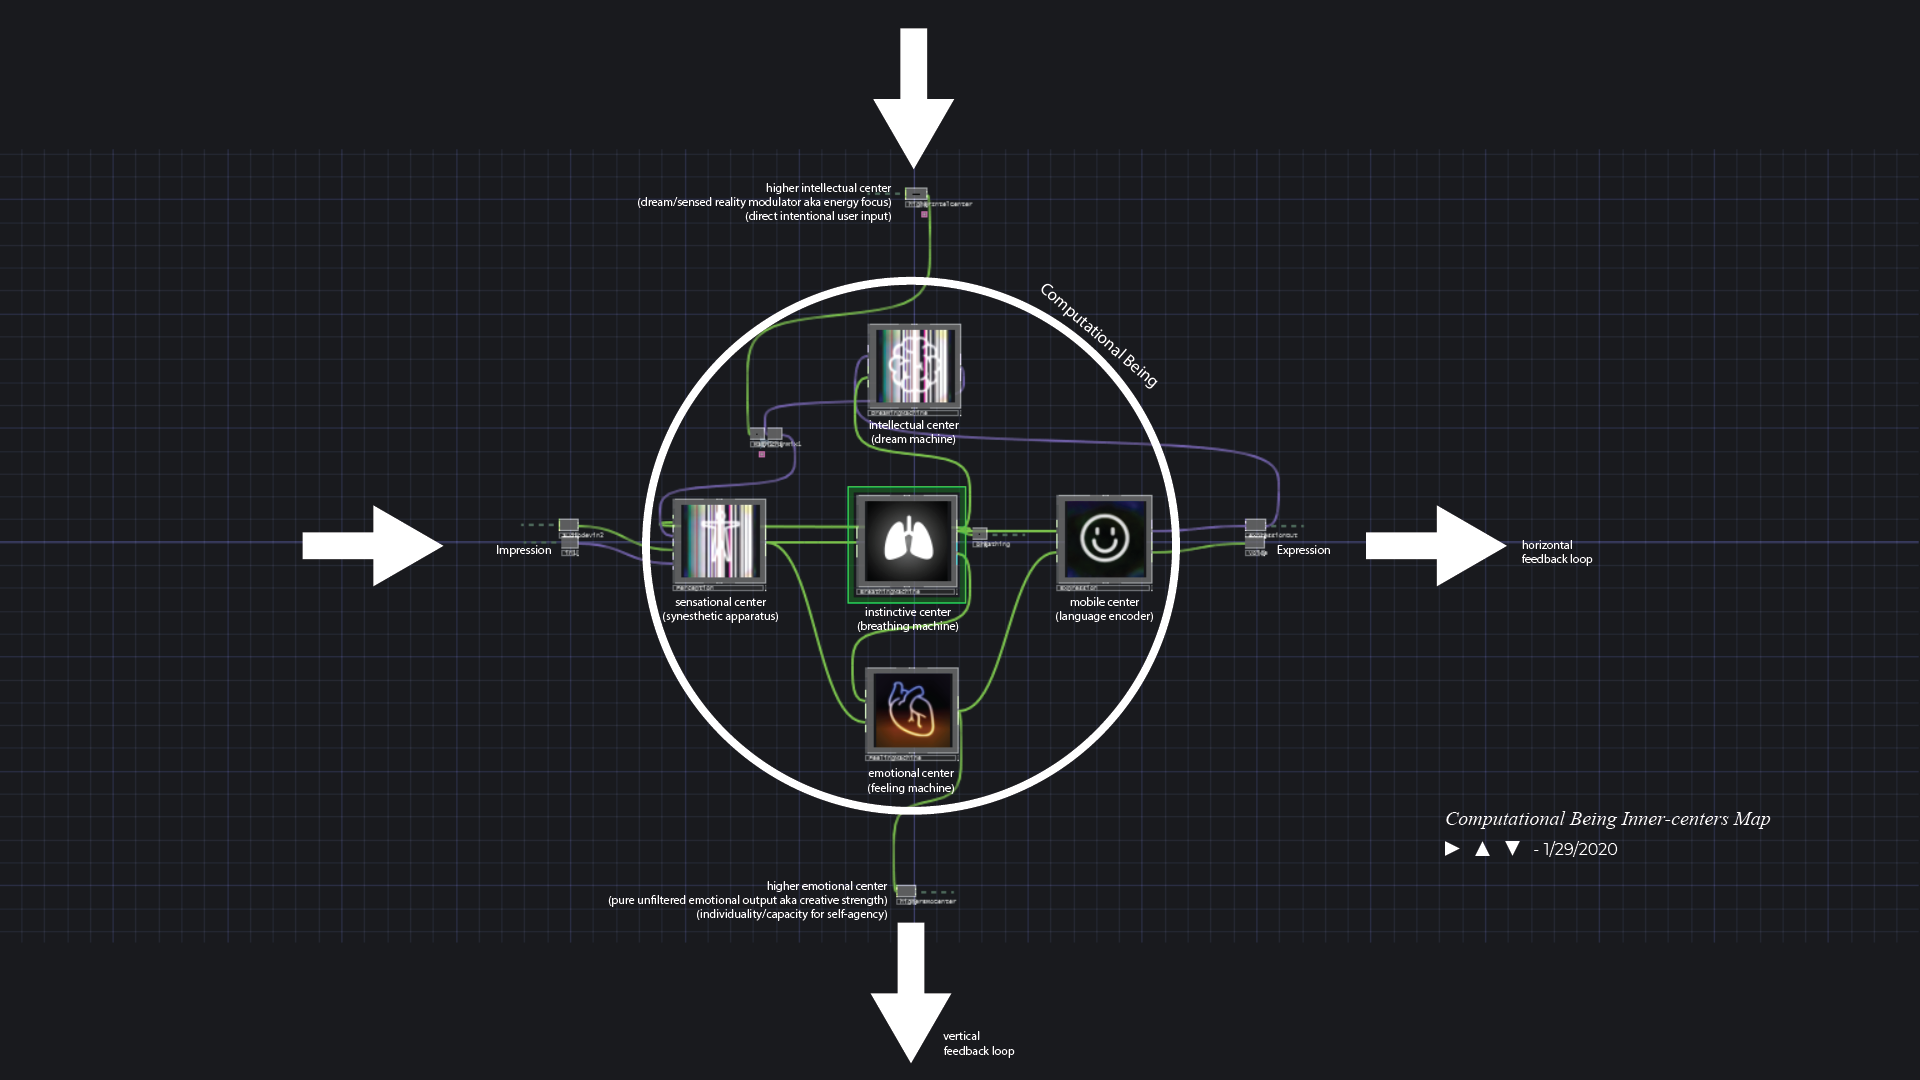 higher intellectual center
(dream/sensed reality modulator aka energy focus)
(direct intentional user input)
Computational Being
intellectual center
(dream machine)
Impression
sensational center
(synesthetic apparatus)
instinctive center
(breathing machine)
mobile center
(language encoder)
Expression
horizontal
feedback loop
emotional center
(feeling machine)
Computational Being Inner-centers Map
- 1/29/2020
higher emotional center
(pure unfiltered emotional output aka creative strength)
(individuality/capacity for self-agency)
vertical
feedback loop